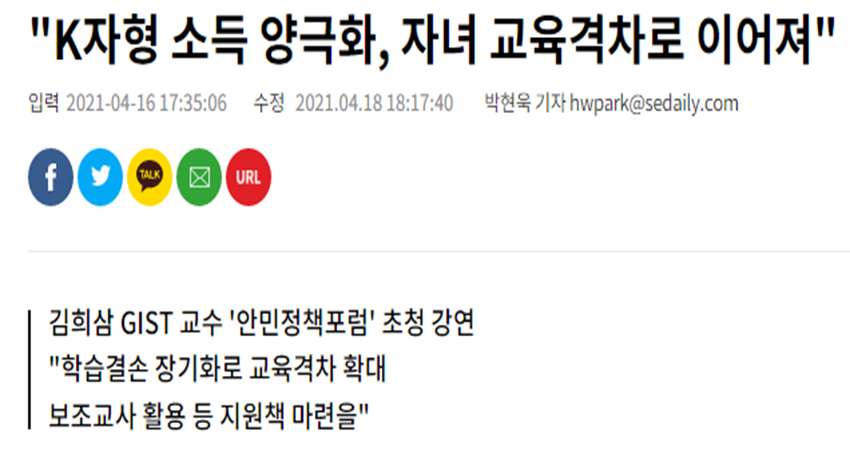 "K자형 소득 양극화, 자녀 교육격차로 이어져"
입력 2021-04-16 17:35:06 수정 2021.04.18 18:17:40 박현욱 기자 hwpark@sedaily.com
f TALK URL
김희삼 GIST 교수 '안민정책포럼' 초청 강연
"학습결손 장기화로 교육격차 확대
보조교사 활용 등 지원책 마련을"